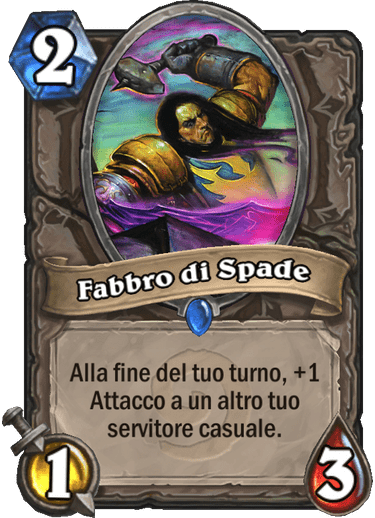 2
Fabbro di Spade
Alla fine del tuo turno, +1
Attacco a un altro tuo
servitore casuale.
1
3